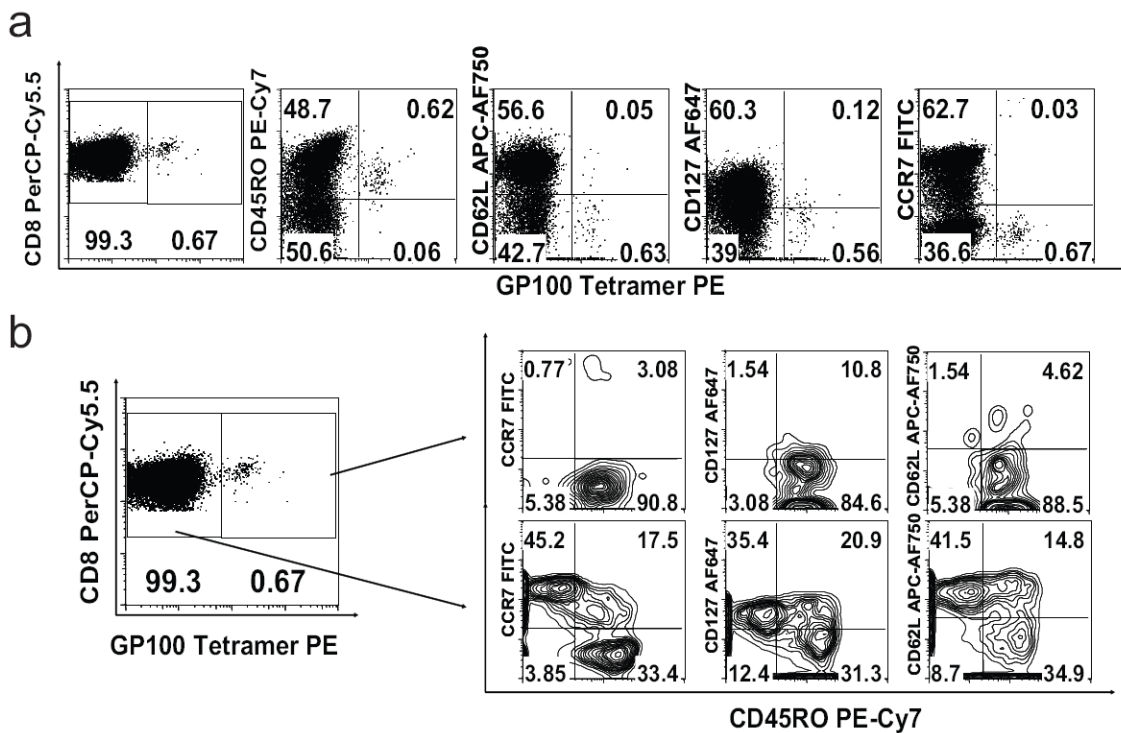 a
CD8 PerCP-Cy5.5
99.3 0.67
CD45RO PE-Cy7
48.7 0.62
50.6 0.06
CD62L APC-AF750
56.6 0.05
42.7 0.63
CD127 AF647
60.3 0.12
39 0.56
CCR7 FITC
62.7 0.03
36.6 0.67
GP100 Tetramer PE
b
CD8 PerCP-Cy5.5
99.3 0.67
GP100 Tetramer PE
CCR7 FITC
0.77 3.08
5.38 90.8
CD127 AF647
1.54 10.8
3.08 84.6
CD62L APC-AF750
1.54 4.62
5.38 88.5
CCR7 FITC
45.2 17.5
3.85 33.4
CD127 AF647
35.4 20.9
12.4 31.3
CD62L APC-AF750
41.5 14.8
8.7 34.9
CD45RO PE-Cy7